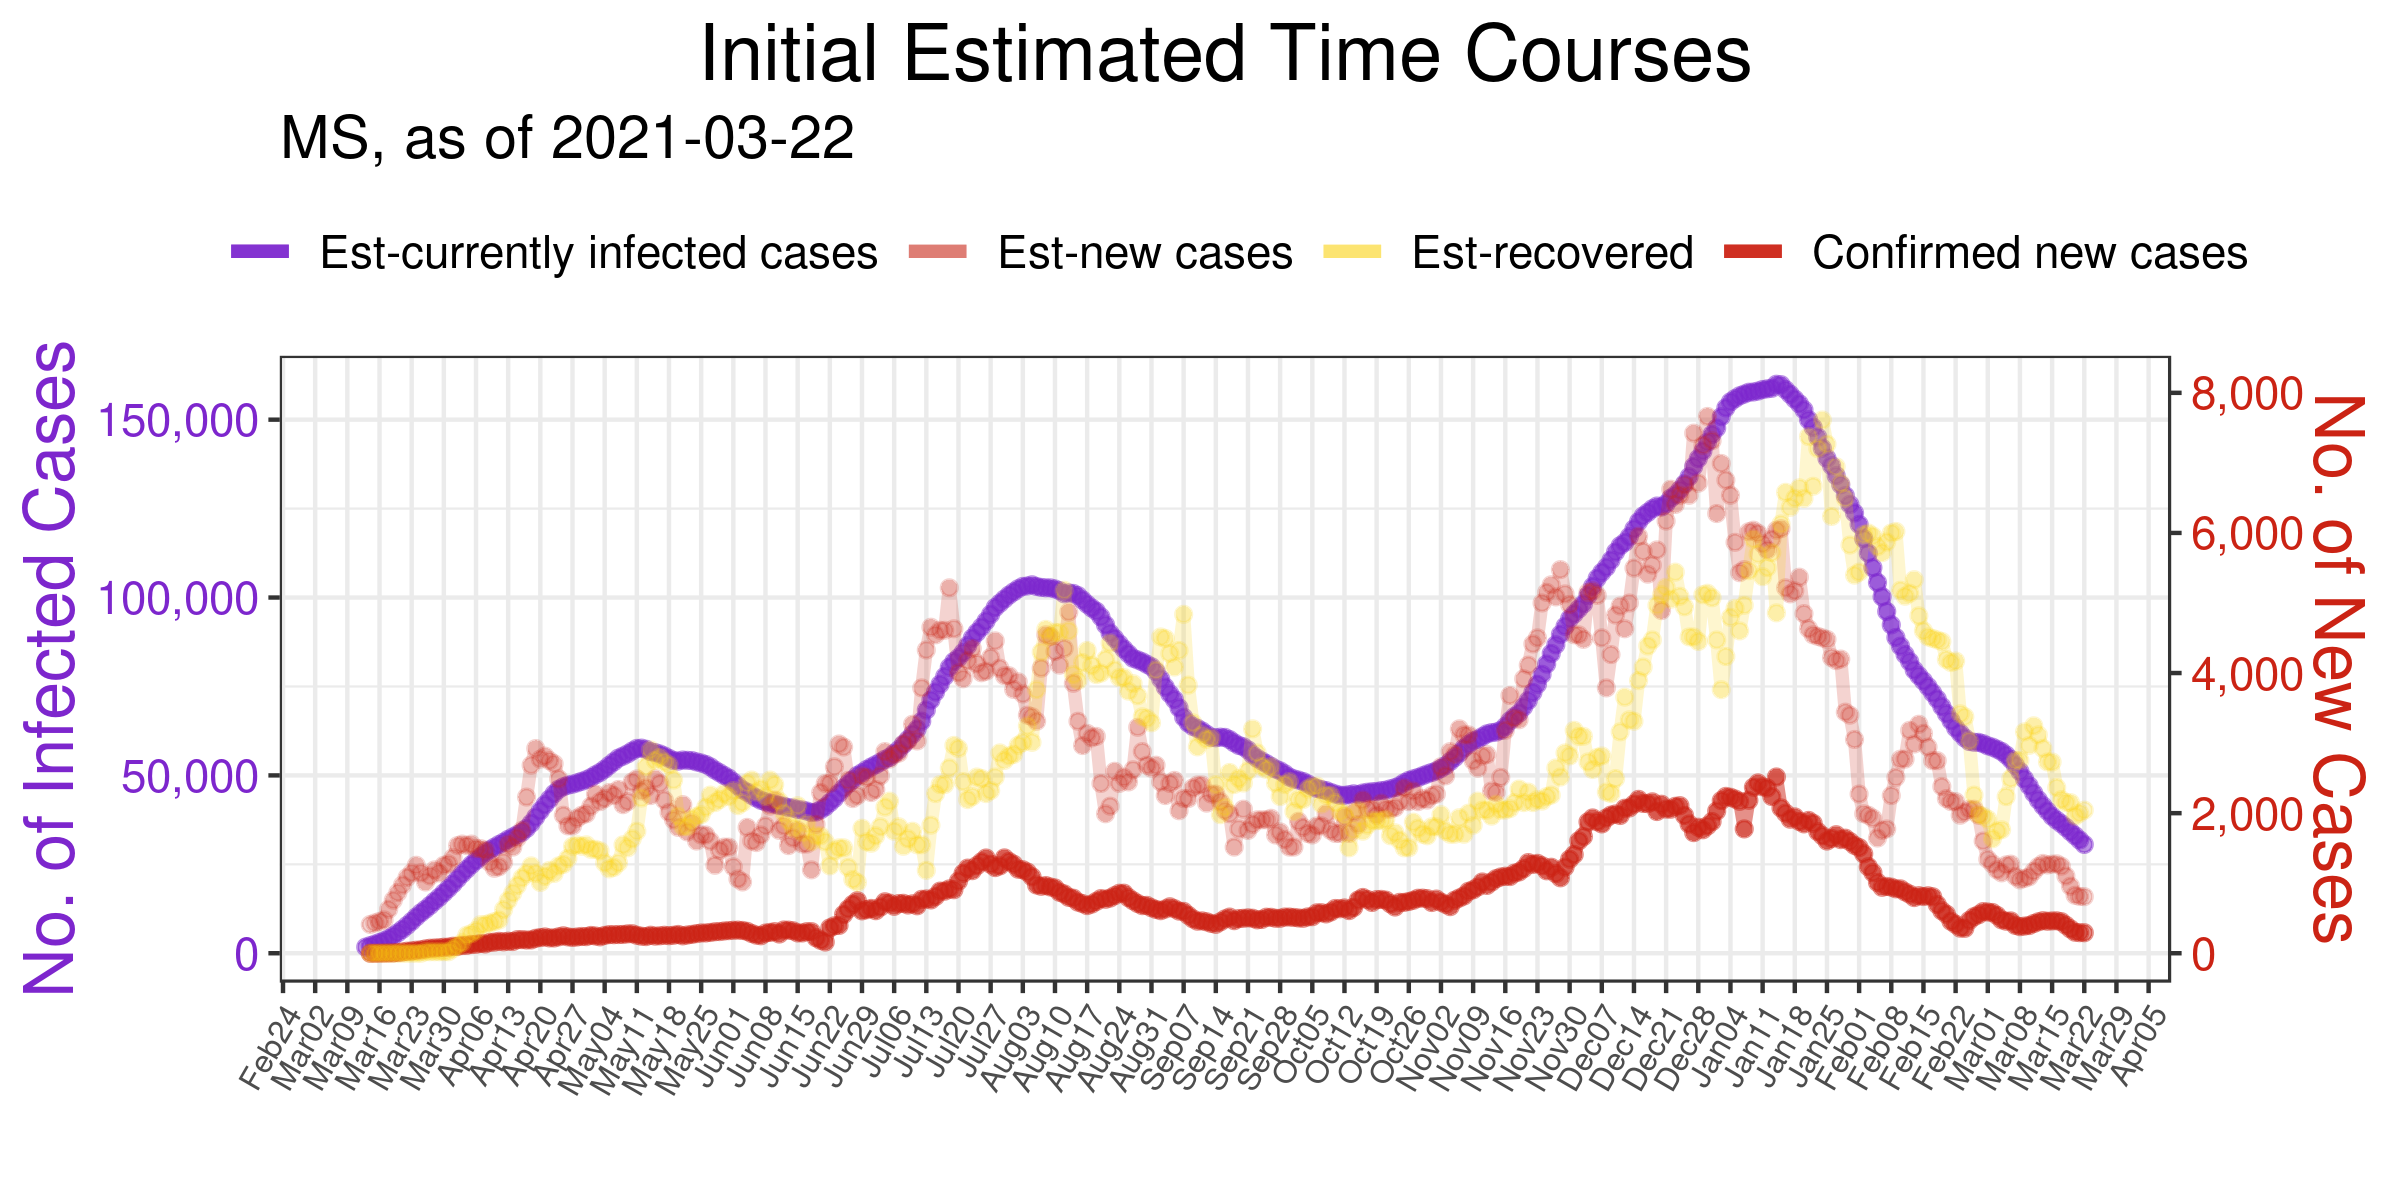 Initial Estimated Time Courses
MS, as of 2021-03-22
Est-currently infected cases Est-new cases Est-recovered Confirmed new cases
No. of Infected Cases
150,000
100,000
50,000
0
8,000
6,000
4,000
2,000
0
No. of New Cases
Feb24 Mar02 Mar09 Mar16 Mar23 Mar30 Apr06 Apr13 Apr20 Apr27 May04 May11 May18 May25 Jun01 Jun08 Jun15 Jun22 Jun29 Jul06 Jul13 Jul20 Jul27 Aug03 Aug10 Aug17 Aug24 Aug31 Sep07 Sep14 Sep21 Sep28 Oct05 Oct12 Oct19 Oct26 Nov02 Nov09 Nov16 Nov23 Nov30 Dec07 Dec14 Dec21 Dec28 Jan04 Jan11 Jan18 Jan25 Feb01 Feb08 Feb15 Feb22 Mar01 Mar08 Mar15 Mar22 Mar29 Apr05